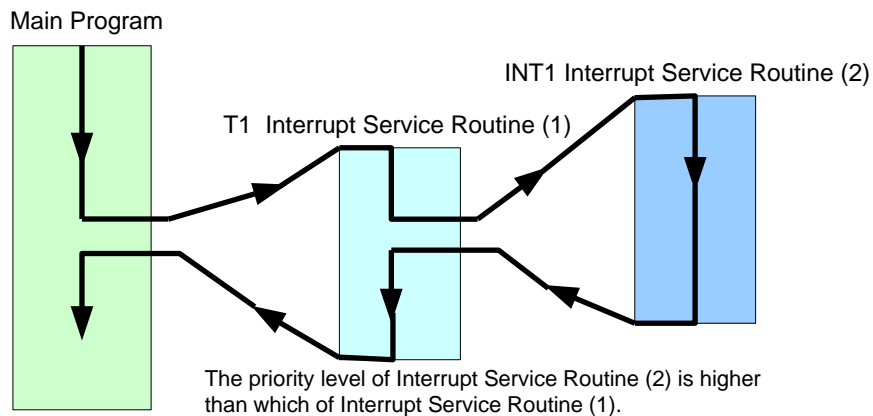 Main Program
INT1 Interrupt Service Routine (2)
T1 Interrupt Service Routine (1)
The priority level of Interrupt Service Routine (2) is higher
than which of Interrupt Service Routine (1).